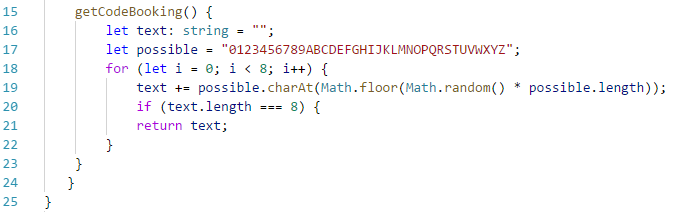 15 getCodeBooking() {
16 let text: string = "";
17 let possible = "0123456789ABCDEFGHIJKLMNOPQRSTUVWXYZ";
18 for (let i = 0; i < 8; i++) {
19 text += possible.charAt(Math.floor(Math.random() * possible.length));
20 if (text.length === 8) {
21 return text;
22 }
23 }
24 }
25 }